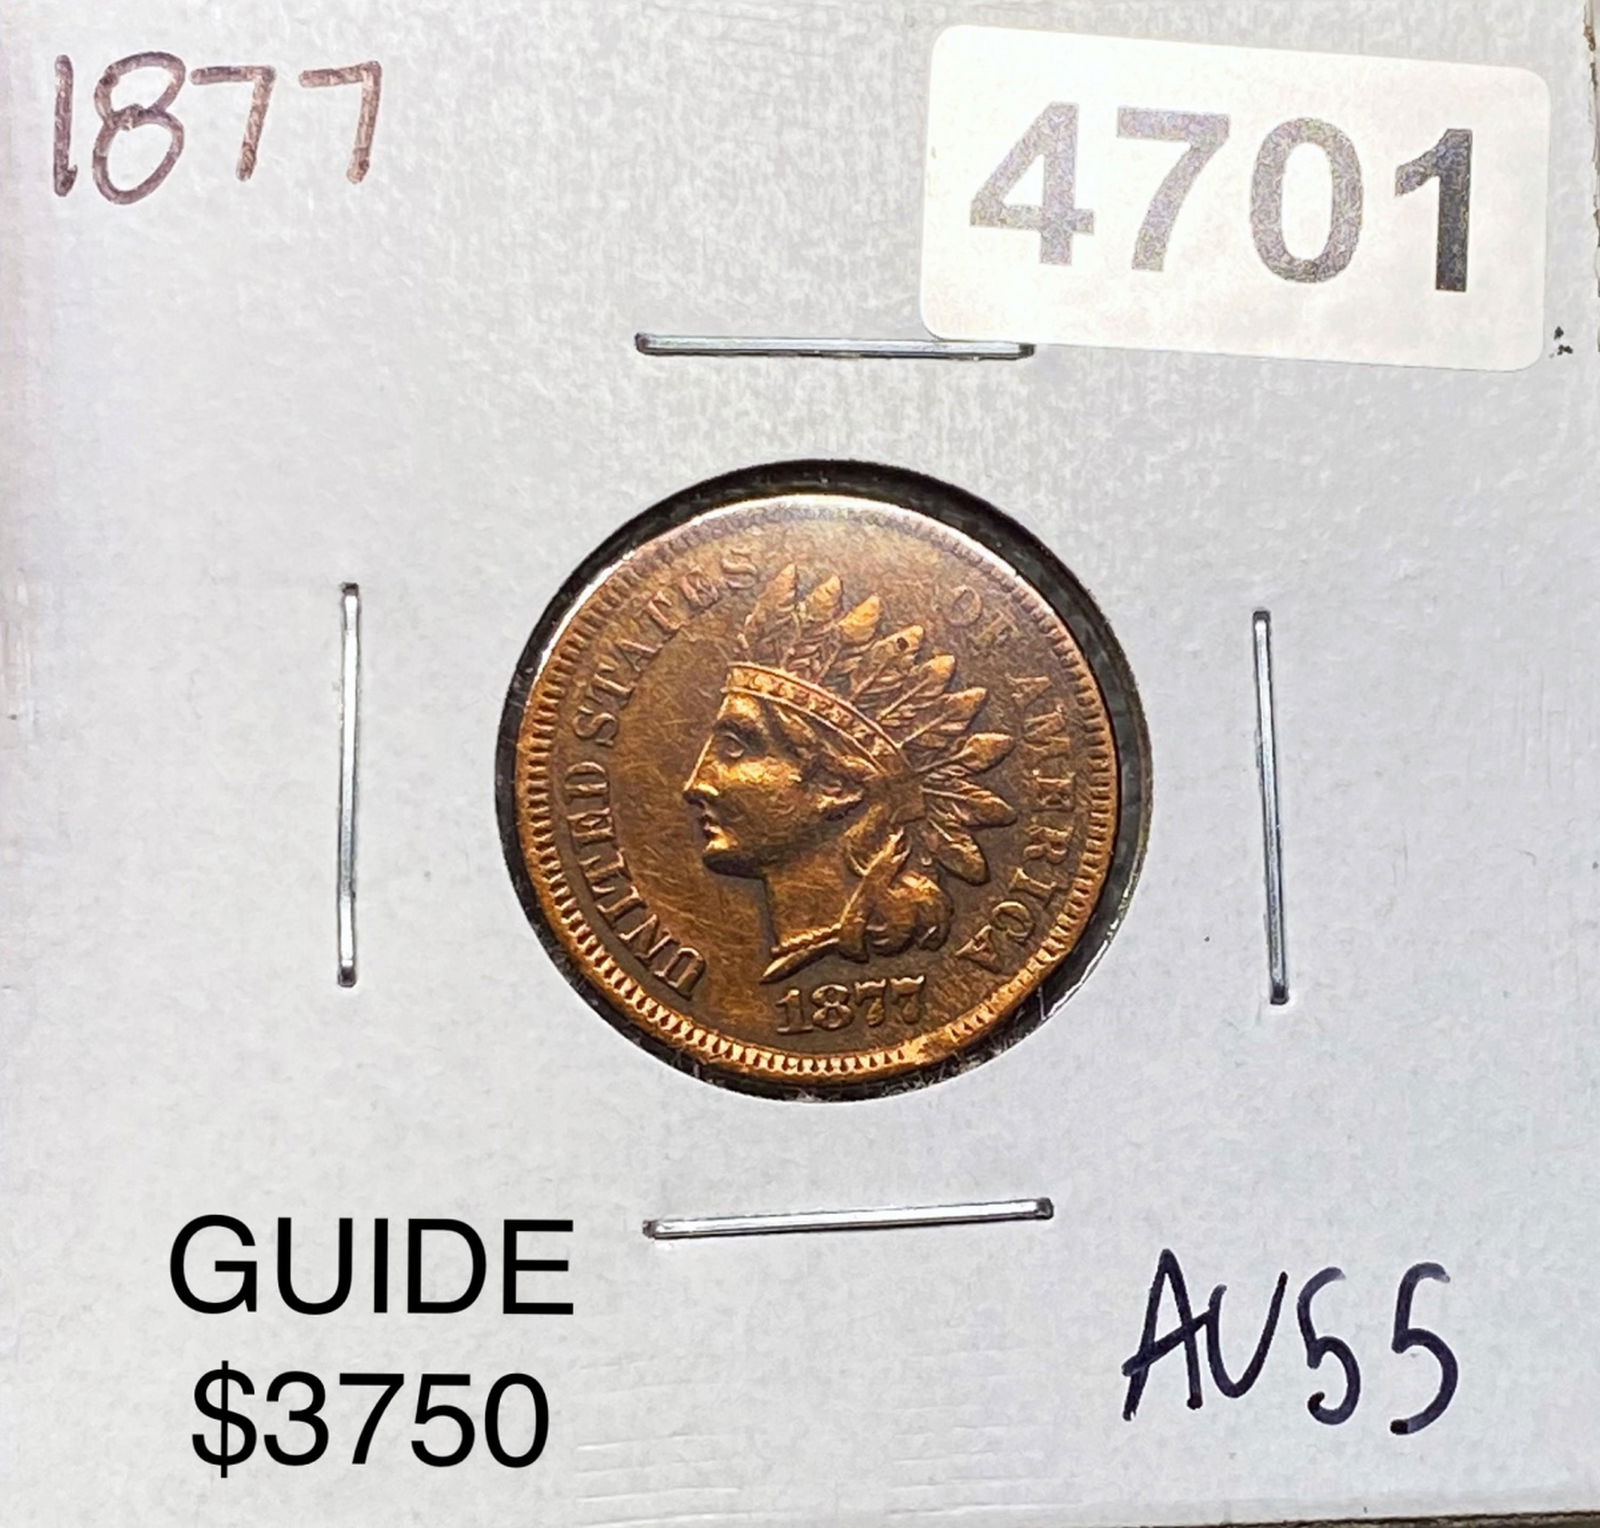 1877
4701
UNITED STATES OF AMERICA
1877
GUIDE
$3750
AU55